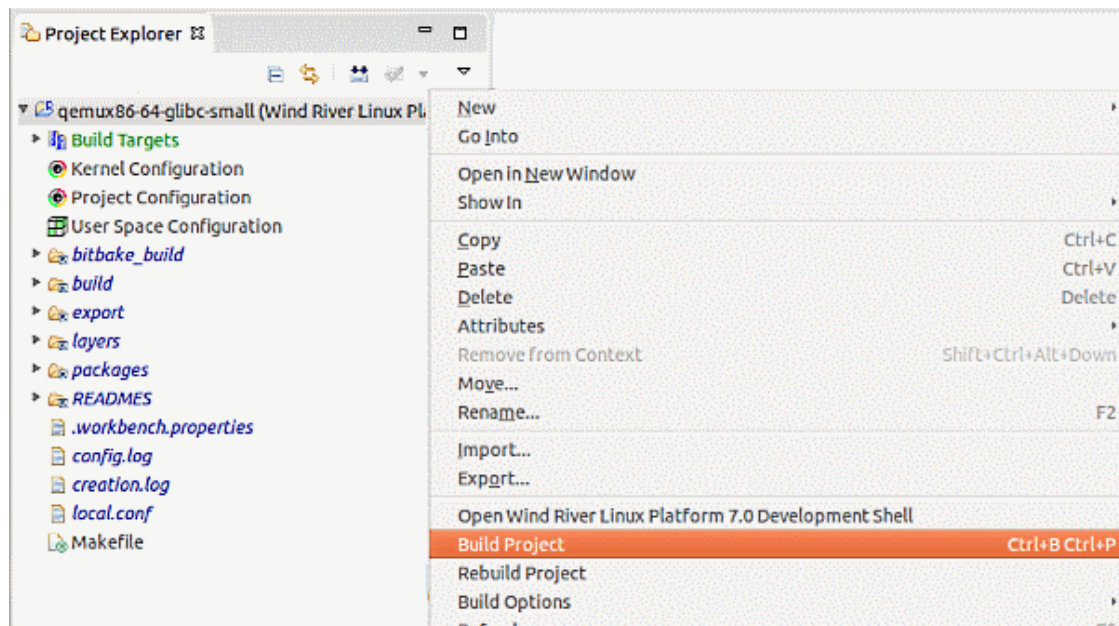 Project Explorer
qemux86-64-glibc-small (Wind River Linux Pl
Build Targets
Kernel Configuration
Project Configuration
User Space Configuration
bitbake_build
build
export
layers
packages
READMES
.workbench.properties
config.log
creation.log
local.conf
Makefile
New
Go Into
Open in New Window
Show In
Copy Ctrl+C
Paste Ctrl+V
Delete Delete
Attributes
Remove from Context Shift+Ctrl+Alt+Down
Move...
Rename... F2
Import...
Export...
Open Wind River Linux Platform 7.0 Development Shell
Build Project Ctrl+B Ctrl+P
Rebuild Project
Build Options